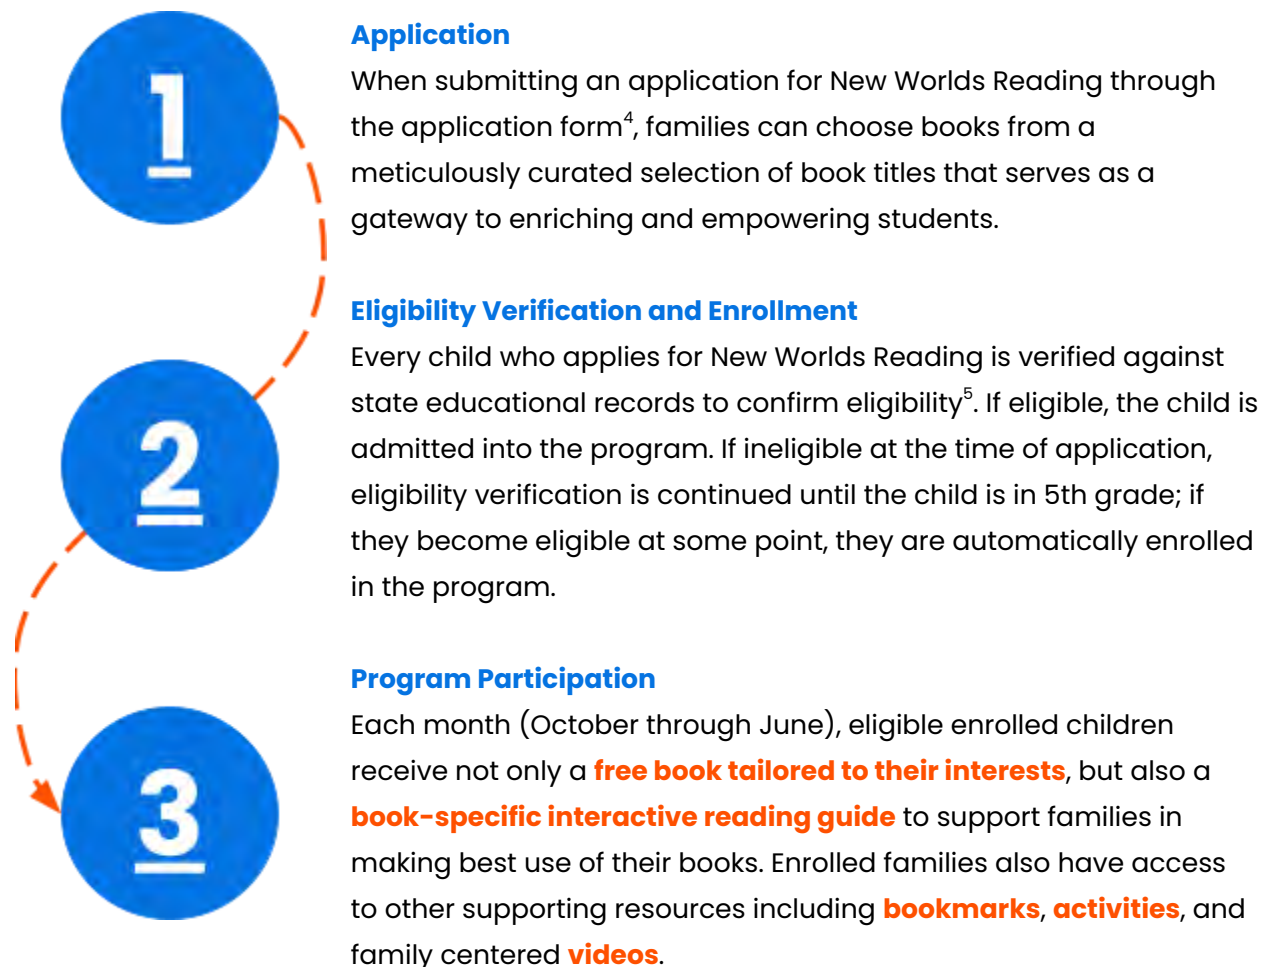 1
Application
When submitting an application for New Worlds Reading through
the application form4, families can choose books from a
meticulously curated selection of book titles that serves as a
gateway to enriching and empowering students.
2
Eligibility Verification and Enrollment
Every child who applies for New Worlds Reading is verified against
state educational records to confirm eligibility5. If eligible, the child is
admitted into the program. If ineligible at the time of application,
eligibility verification is continued until the child is in 5th grade; if
they become eligible at some point, they are automatically enrolled
in the program.
3
Program Participation
Each month (October through June), eligible enrolled children
receive not only a free book tailored to their interests, but also a
book-specific interactive reading guide to support families in
making best use of their books. Enrolled families also have access
to other supporting resources including bookmarks, activities, and
family centered videos.